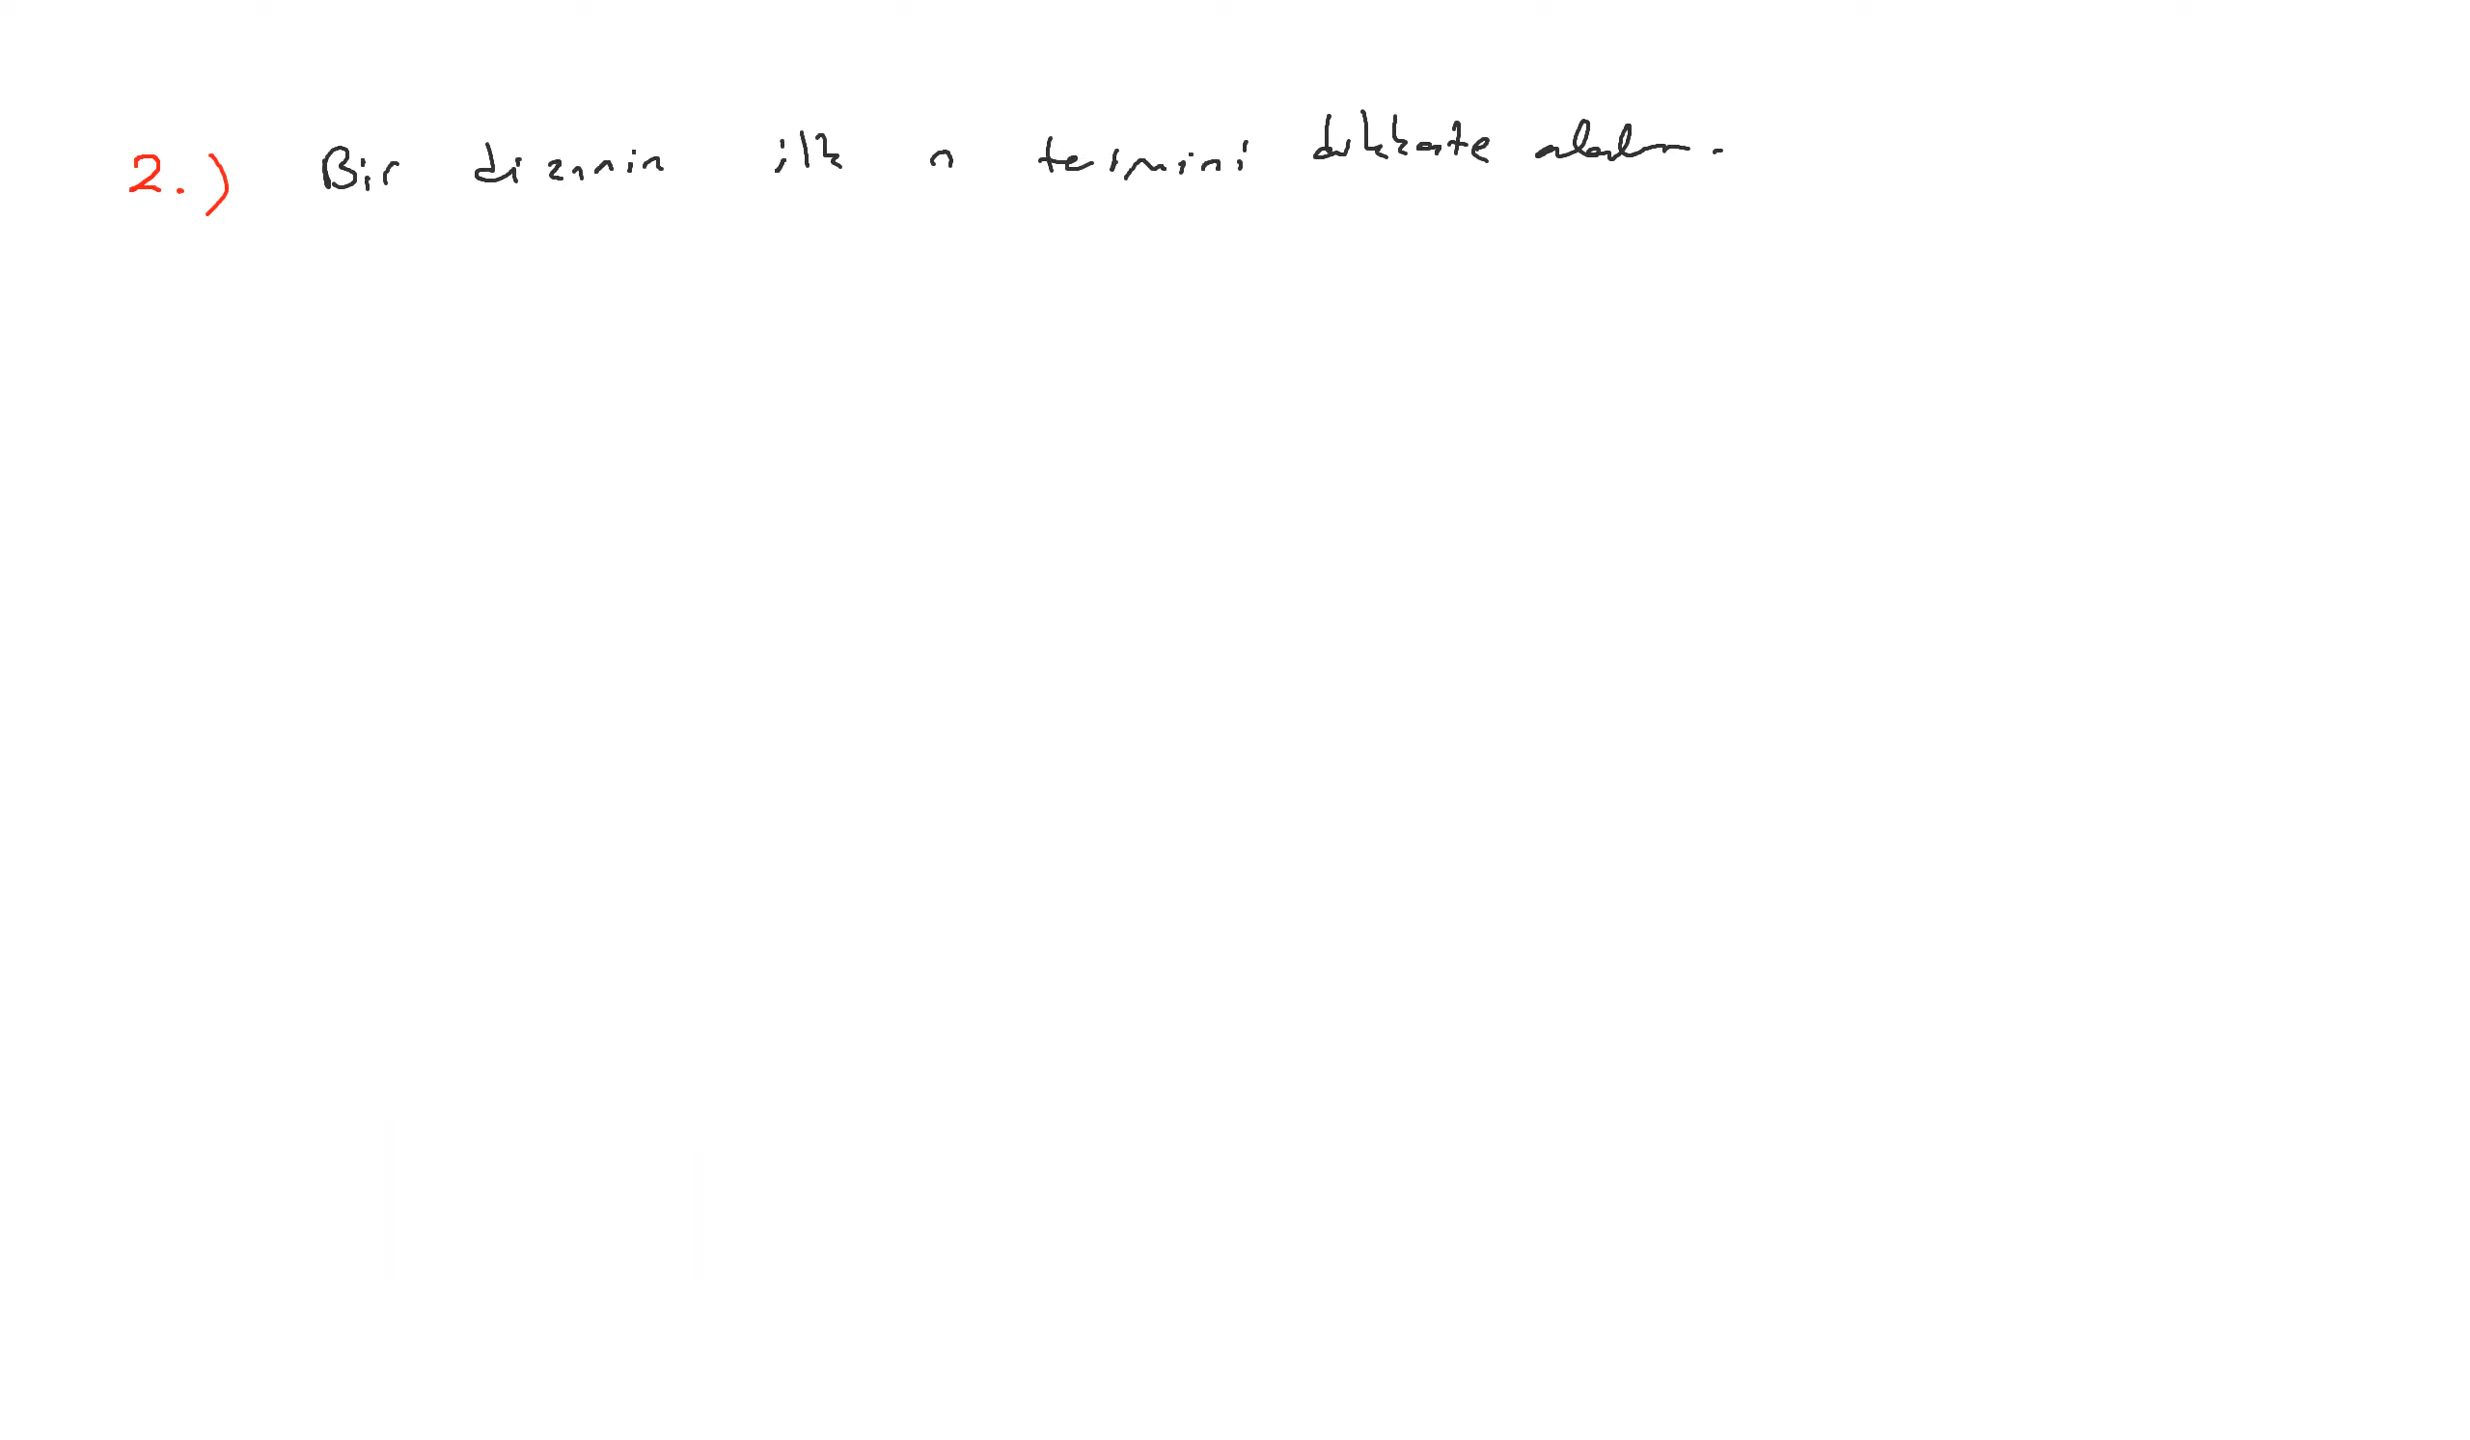 2.) Bir dizinin ilk n terimini dikkate alalım.